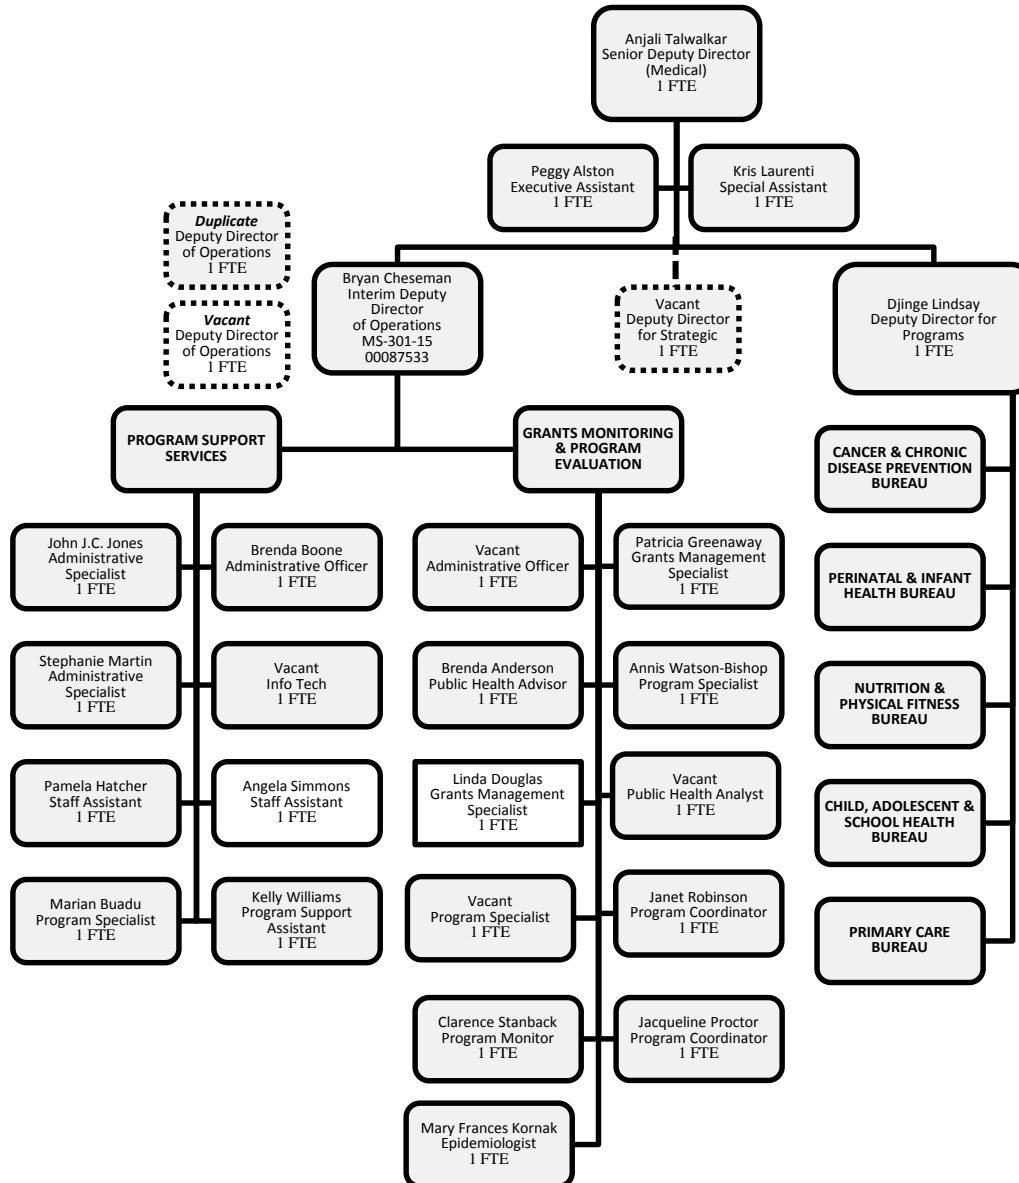 Anjali Talwalkar
Senior Deputy Director
(Medical)
1 FTE
Peggy Alston
Executive Assistant
1 FTE
Kris Laurenti
Special Assistant
1 FTE
Duplicate
Deputy Director
of Operations
1 FTE
Vacant
Deputy Director
of Operations
1 FTE
Bryan Cheseman
Interim Deputy
Director
of Operations
MS-301-15
00087533
Vacant
Deputy Director
for Strategic
1 FTE
Djinge Lindsay
Deputy Director for
Programs
1 FTE
PROGRAM SUPPORT
SERVICES
GRANTS MONITORING
& PROGRAM
EVALUATION
John J.C. Jones
Administrative
Specialist
1 FTE
Brenda Boone
Administrative Officer
1 FTE
Stephanie Martin
Administrative
Specialist
1 FTE
Vacant
Info Tech
1 FTE
Pamela Hatcher
Staff Assistant
1 FTE
Angela Simmons
Staff Assistant
1 FTE
Marian Buadu
Program Specialist
1 FTE
Kelly Williams
Program Support
Assistant
1 FTE
Vacant
Administrative Officer
1 FTE
Patricia Greenaway
Grants Management
Specialist
1 FTE
Brenda Anderson
Public Health Advisor
1 FTE
Annis Watson-Bishop
Program Specialist
1 FTE
Linda Douglas
Grants Management
Specialist
1 FTE
Vacant
Public Health Analyst
1 FTE
Vacant
Program Specialist
1 FTE
Janet Robinson
Program Coordinator
1 FTE
Clarence Stanback
Program Monitor
1 FTE
Jacqueline Proctor
Program Coordinator
1 FTE
Mary Frances Kornak
Epidemiologist
1 FTE
CANCER & CHRONIC
DISEASE PREVENTION
BUREAU
PERINATAL & INFANT
HEALTH BUREAU
NUTRITION &
PHYSICAL FITNESS
BUREAU
CHILD, ADOLESCENT &
SCHOOL HEALTH
BUREAU
PRIMARY CARE
BUREAU